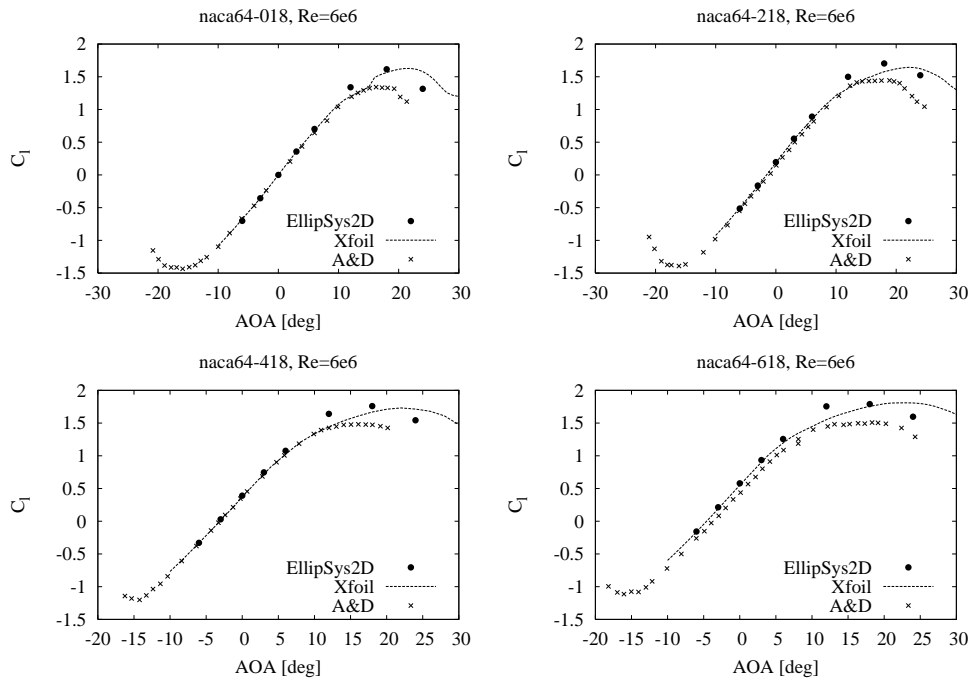 naca64-018, Re=6e6
2
1.5
1
0.5
0
-0.5
-1
-1.5
C_l
EllipSys2D
Xfoil
A&D
-30 -20 -10 0 10 20 30
AOA [deg]
naca64-218, Re=6e6
2
1.5
1
0.5
0
-0.5
-1
-1.5
C_l
EllipSys2D
Xfoil
A&D
-30 -20 -10 0 10 20 30
AOA [deg]
naca64-418, Re=6e6
2
1.5
1
0.5
0
-0.5
-1
-1.5
C_l
EllipSys2D
Xfoil
A&D
-20 -15 -10 -5 0 5 10 15 20 25 30
AOA [deg]
naca64-618, Re=6e6
2
1.5
1
0.5
0
-0.5
-1
-1.5
C_l
EllipSys2D
Xfoil
A&D
-20 -15 -10 -5 0 5 10 15 20 25 30
AOA [deg]